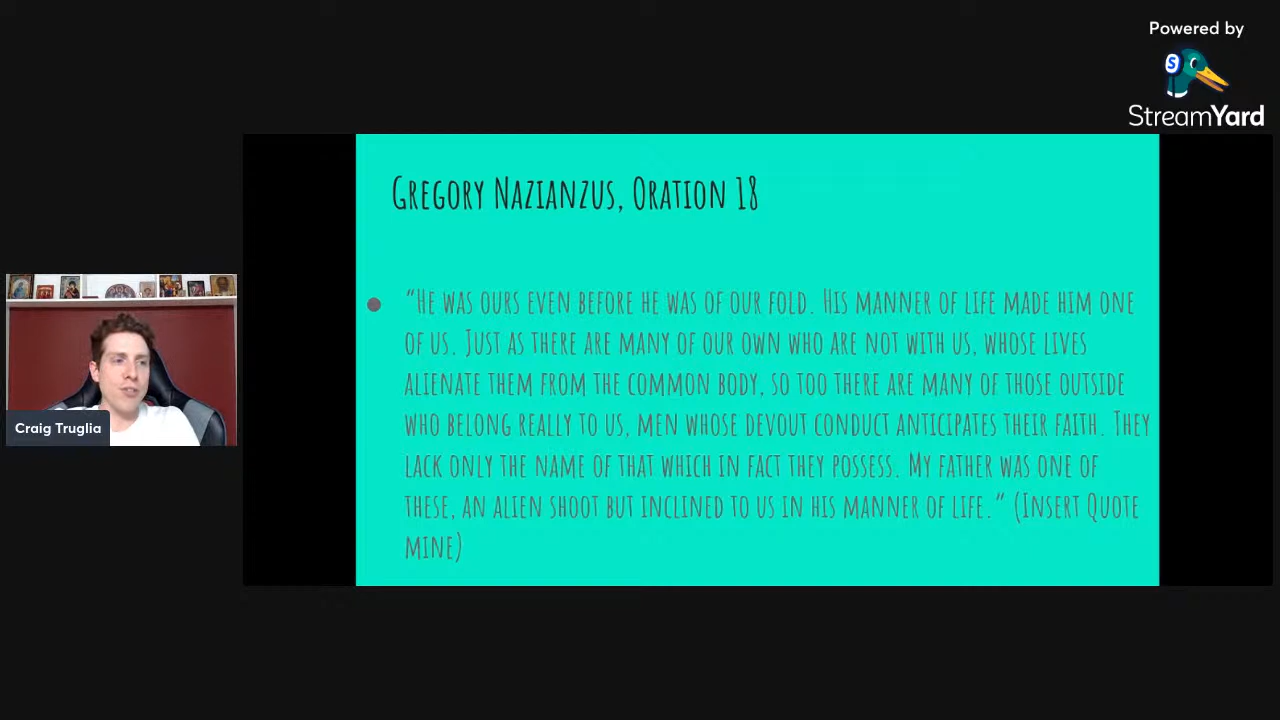 Powered by
S
StreamYard
Gregory Nazianzus, Oration 18
“He was ours even before he was of our fold. His manner of life made him one
of us. Just as there are many of our own who are not with us, whose lives
alienate them from the common body, so too there are many of those outside
who belong really to us, men whose devout conduct anticipates their faith. They
lack only the name of that which in fact they possess. My father was one of
these, an alien shoot but inclined to us in his manner of life.” (Insert Quote
mine)
Craig Truglia